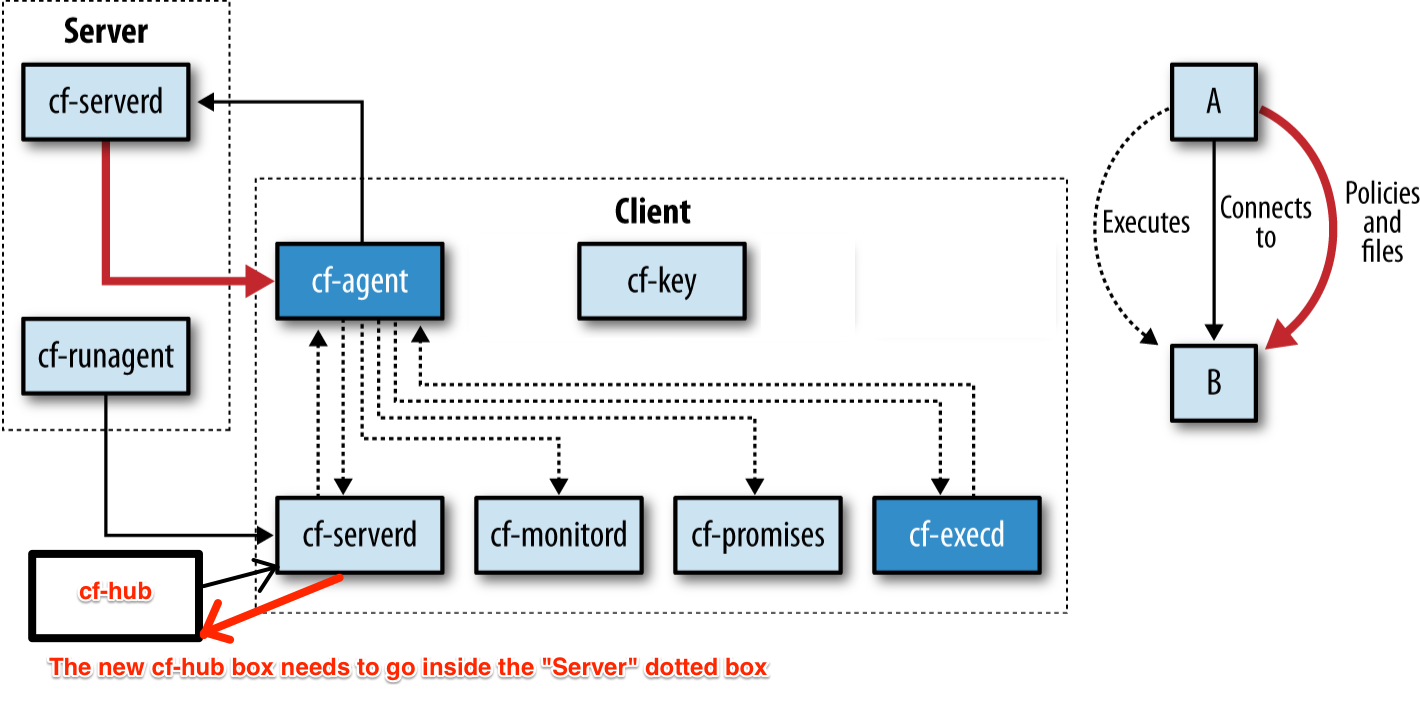 Server
cf-serverd
A
Client
Executes
Connects
to
Policies
and
files
cf-agent
cf-key
cf-runagent
B
cf-serverd
cf-monitord
cf-promises
cf-execd
cf-hub
The new cf-hub box needs to go inside the "Server" dotted box